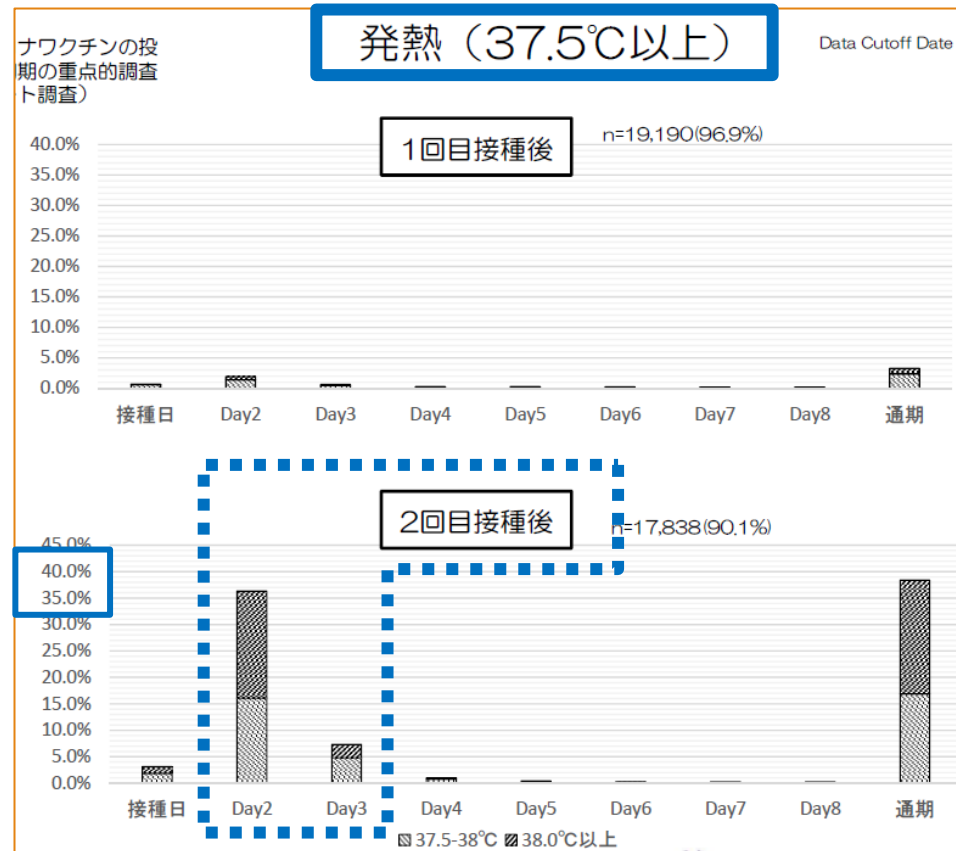 ナワクチンの投
期の重点的調査
ト調査）
発熱（37.5℃以上）
Data Cutoff Date
1回目接種後
n=19,190(96.9%)
40.0%
35.0%
30.0%
25.0%
20.0%
15.0%
10.0%
5.0%
0.0%
接種日 Day2 Day3 Day4 Day5 Day6 Day7 Day8 通期
2回目接種後
n=17,838(90.1%)
45.0%
40.0%
35.0%
30.0%
25.0%
20.0%
15.0%
10.0%
5.0%
0.0%
接種日 Day2 Day3 Day4 Day5 Day6 Day7 Day8 通期
37.5-38℃ 38.0℃以上